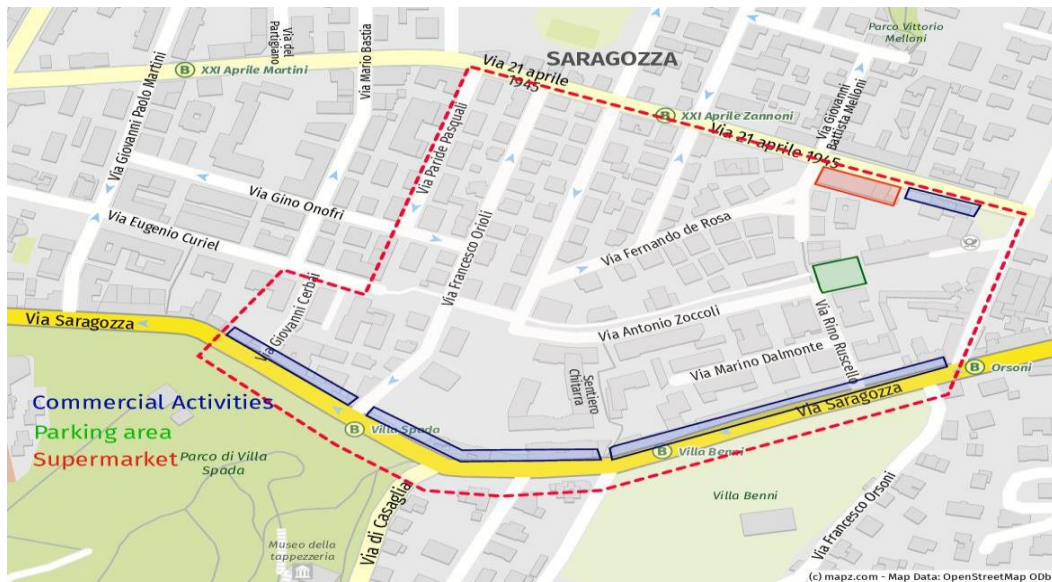 Via Giovanni Paolo Martini
Via del
Partigiano
Via Mario Bastia
B XXI Aprile Martini
SARAGOZZA
Via 21 aprile
1945
Parco Vittorio
Melloni
B XXI Aprile Zannoni
Via Giovanni
Battista Melloni
Via 21 aprile 1945
Via Paride Pasquali
Via Gino Onofri
Via Eugenio Curiel
Via Francesco Orioli
Via Fernando de Rosa
Via Giovanni Cerbai
Via Saragozza
Via Antonio Zoccoli
Via Rino Ruscello
Via Marino Dalmonte
Sentiero
Chitarra
B Orsoni
Via Saragozza
Commercial Activities
Parking area
Supermarket
B Villa Spada
B Villa Benni
Parco di Villa
Spada
Via di Casaglia
Villa Benni
Via Francesco Orsoni
Museo della
tappezzeria
(c) mapz.com - Map Data: OpenStreetMap ODb